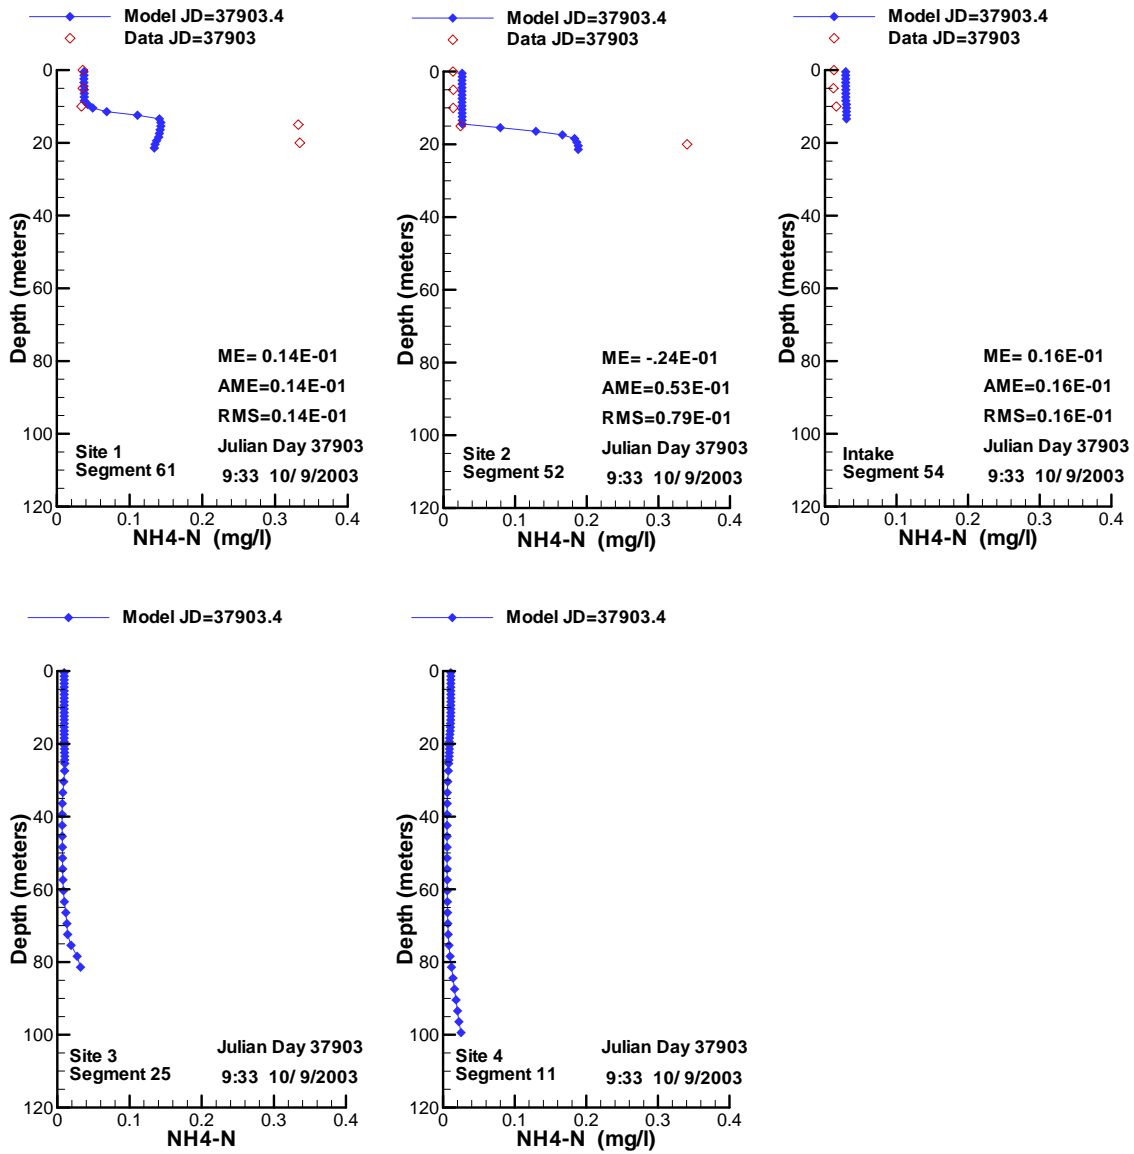 Model JD=37903.4
Data JD=37903
0
20
40
60
80
100
120
Depth (meters)
ME= 0.14E-01
AME=0.14E-01
RMS=0.14E-01
Site 1
Segment 61
Julian Day 37903
9:33 10/ 9/2003
0 0.1 0.2 0.3 0.4
NH4-N (mg/l)
Model JD=37903.4
Data JD=37903
0
20
40
60
80
100
120
Depth (meters)
ME= -.24E-01
AME=0.53E-01
RMS=0.79E-01
Site 2
Segment 52
Julian Day 37903
9:33 10/ 9/2003
0 0.1 0.2 0.3 0.4
NH4-N (mg/l)
Model JD=37903.4
Data JD=37903
0
20
40
60
80
100
120
Depth (meters)
ME= 0.16E-01
AME=0.16E-01
RMS=0.16E-01
Intake
Segment 54
Julian Day 37903
9:33 10/ 9/2003
0 0.1 0.2 0.3 0.4
NH4-N (mg/l)
Model JD=37903.4
0
20
40
60
80
100
120
Depth (meters)
Site 3
Segment 25
Julian Day 37903
9:33 10/ 9/2003
0 0.1 0.2 0.3 0.4
NH4-N
Model JD=37903.4
0
20
40
60
80
100
120
Depth (meters)
Site 4
Segment 11
Julian Day 37903
9:33 10/ 9/2003
0 0.1 0.2 0.3 0.4
NH4-N (mg/l)